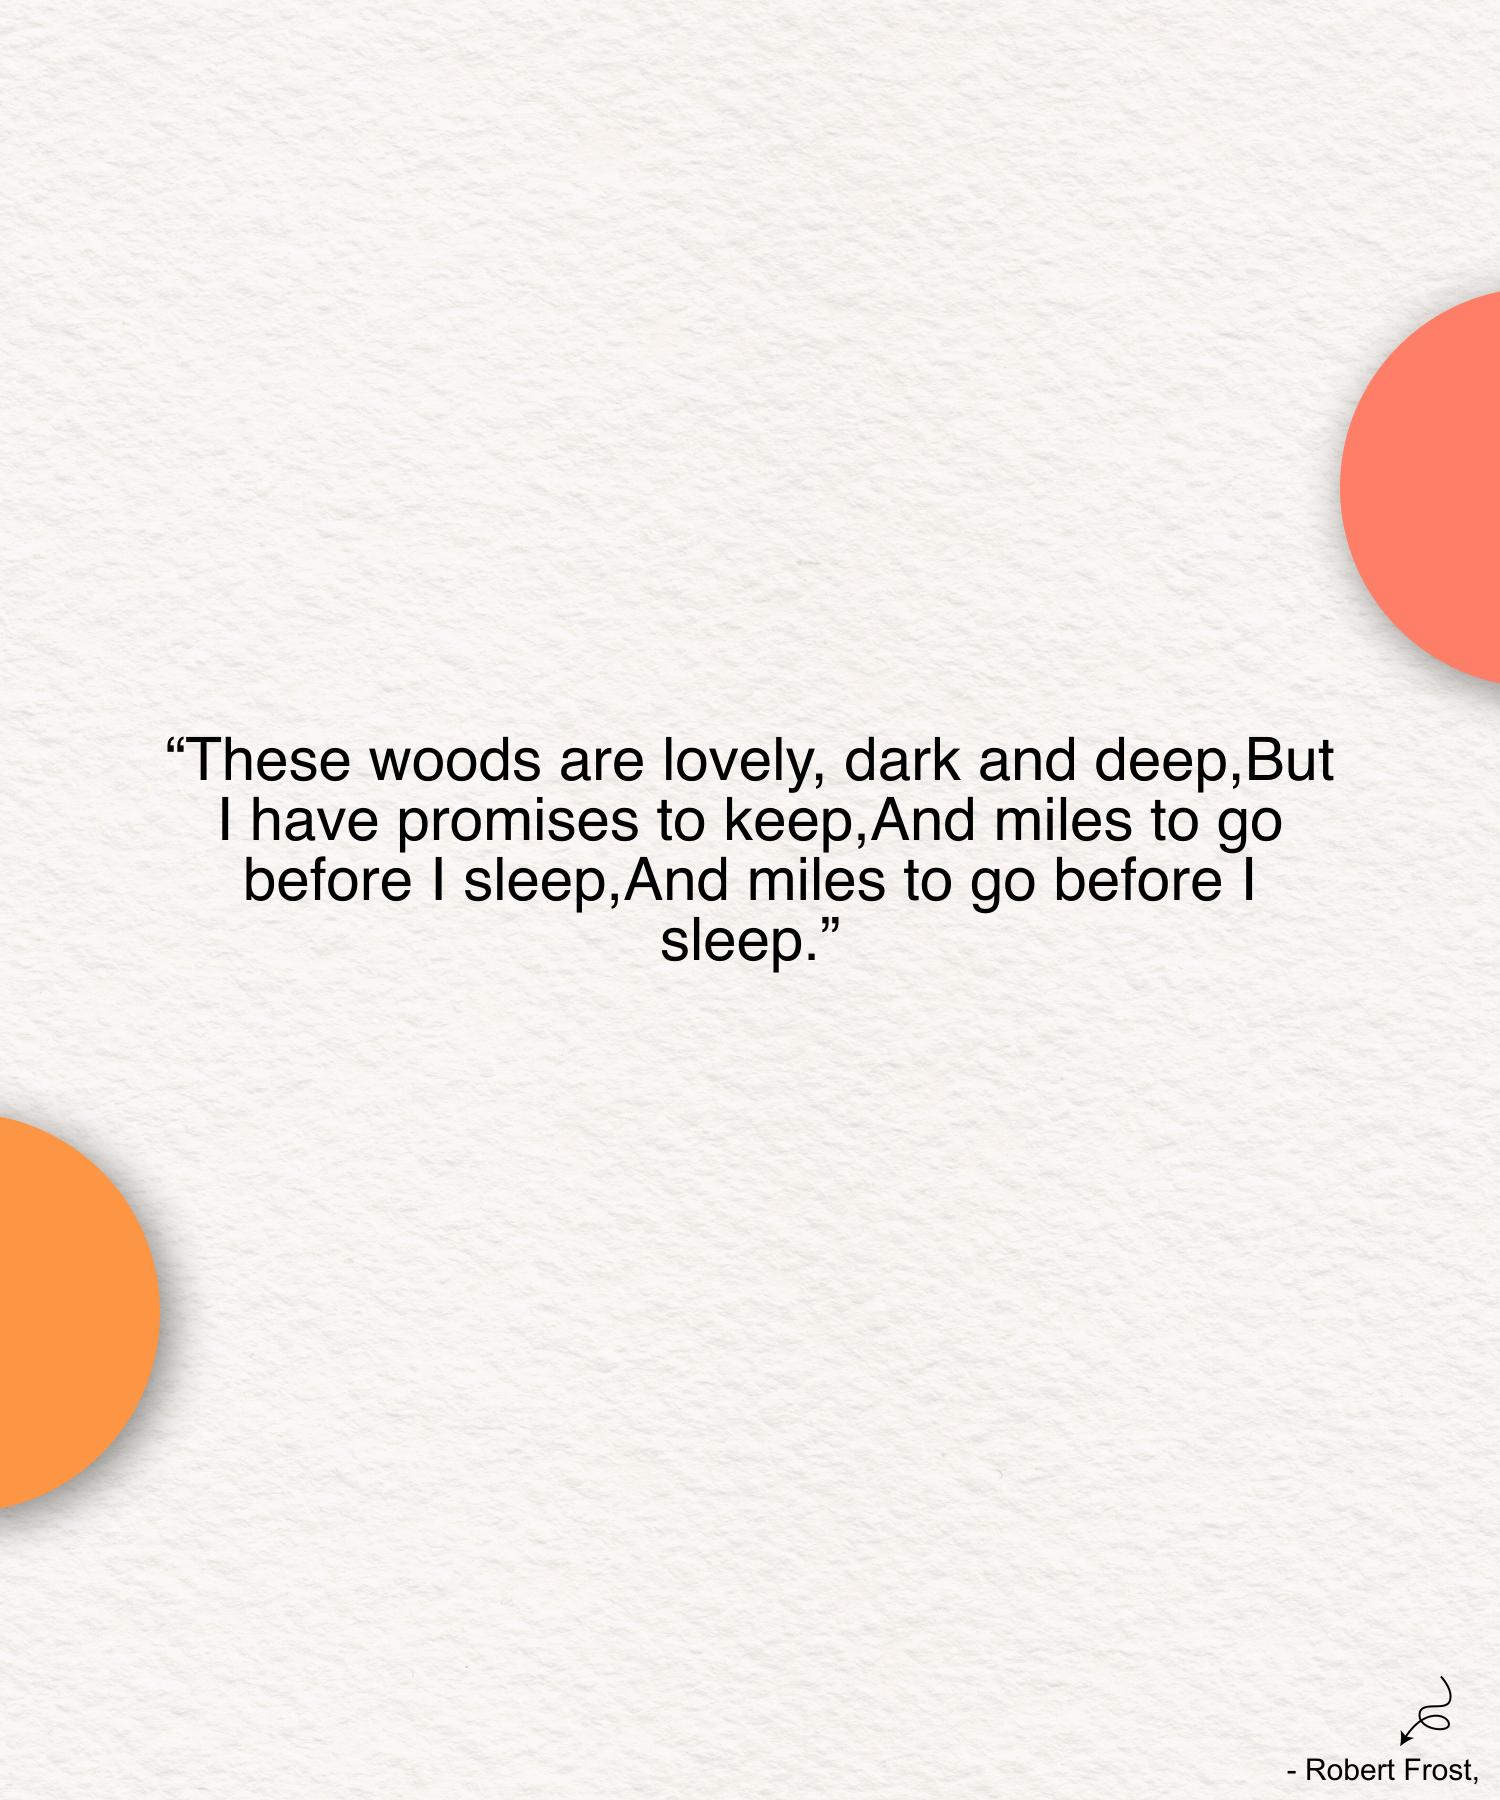 “These woods are lovely, dark and deep,But
I have promises to keep,And miles to go
before I sleep,And miles to go before I
sleep.”
- Robert Frost,